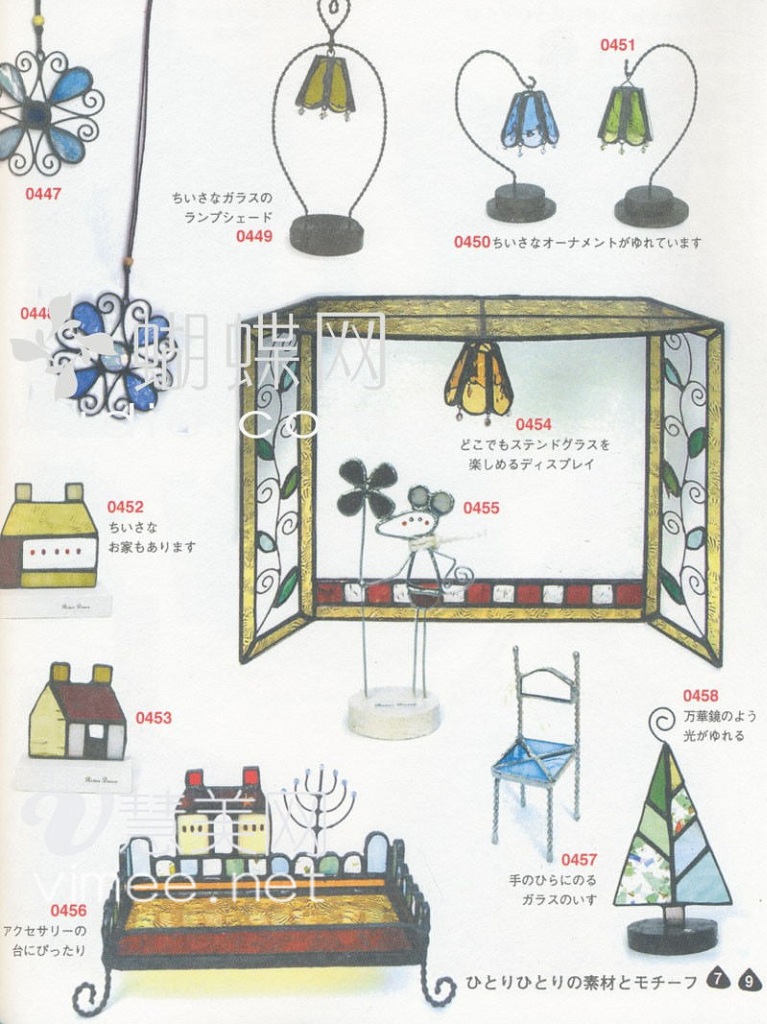 0447
0451
ちいさなガラスの
ランプシェード
0449
0450 ちいさなオーナメントがゆれています
0448
蝴蝶网
co
0454
どこでもステンドグラスを
楽しめるディスプレイ
0452
ちいさな
お家もあります
0455
0453
0458
万華鏡のよう
光がゆれる
慧美网
vimee.net
0457
手のひらにのる
ガラスのいす
0456
アクセサリーの
台にぴったり
ひとりひとりの素材とモチーフ 7 9